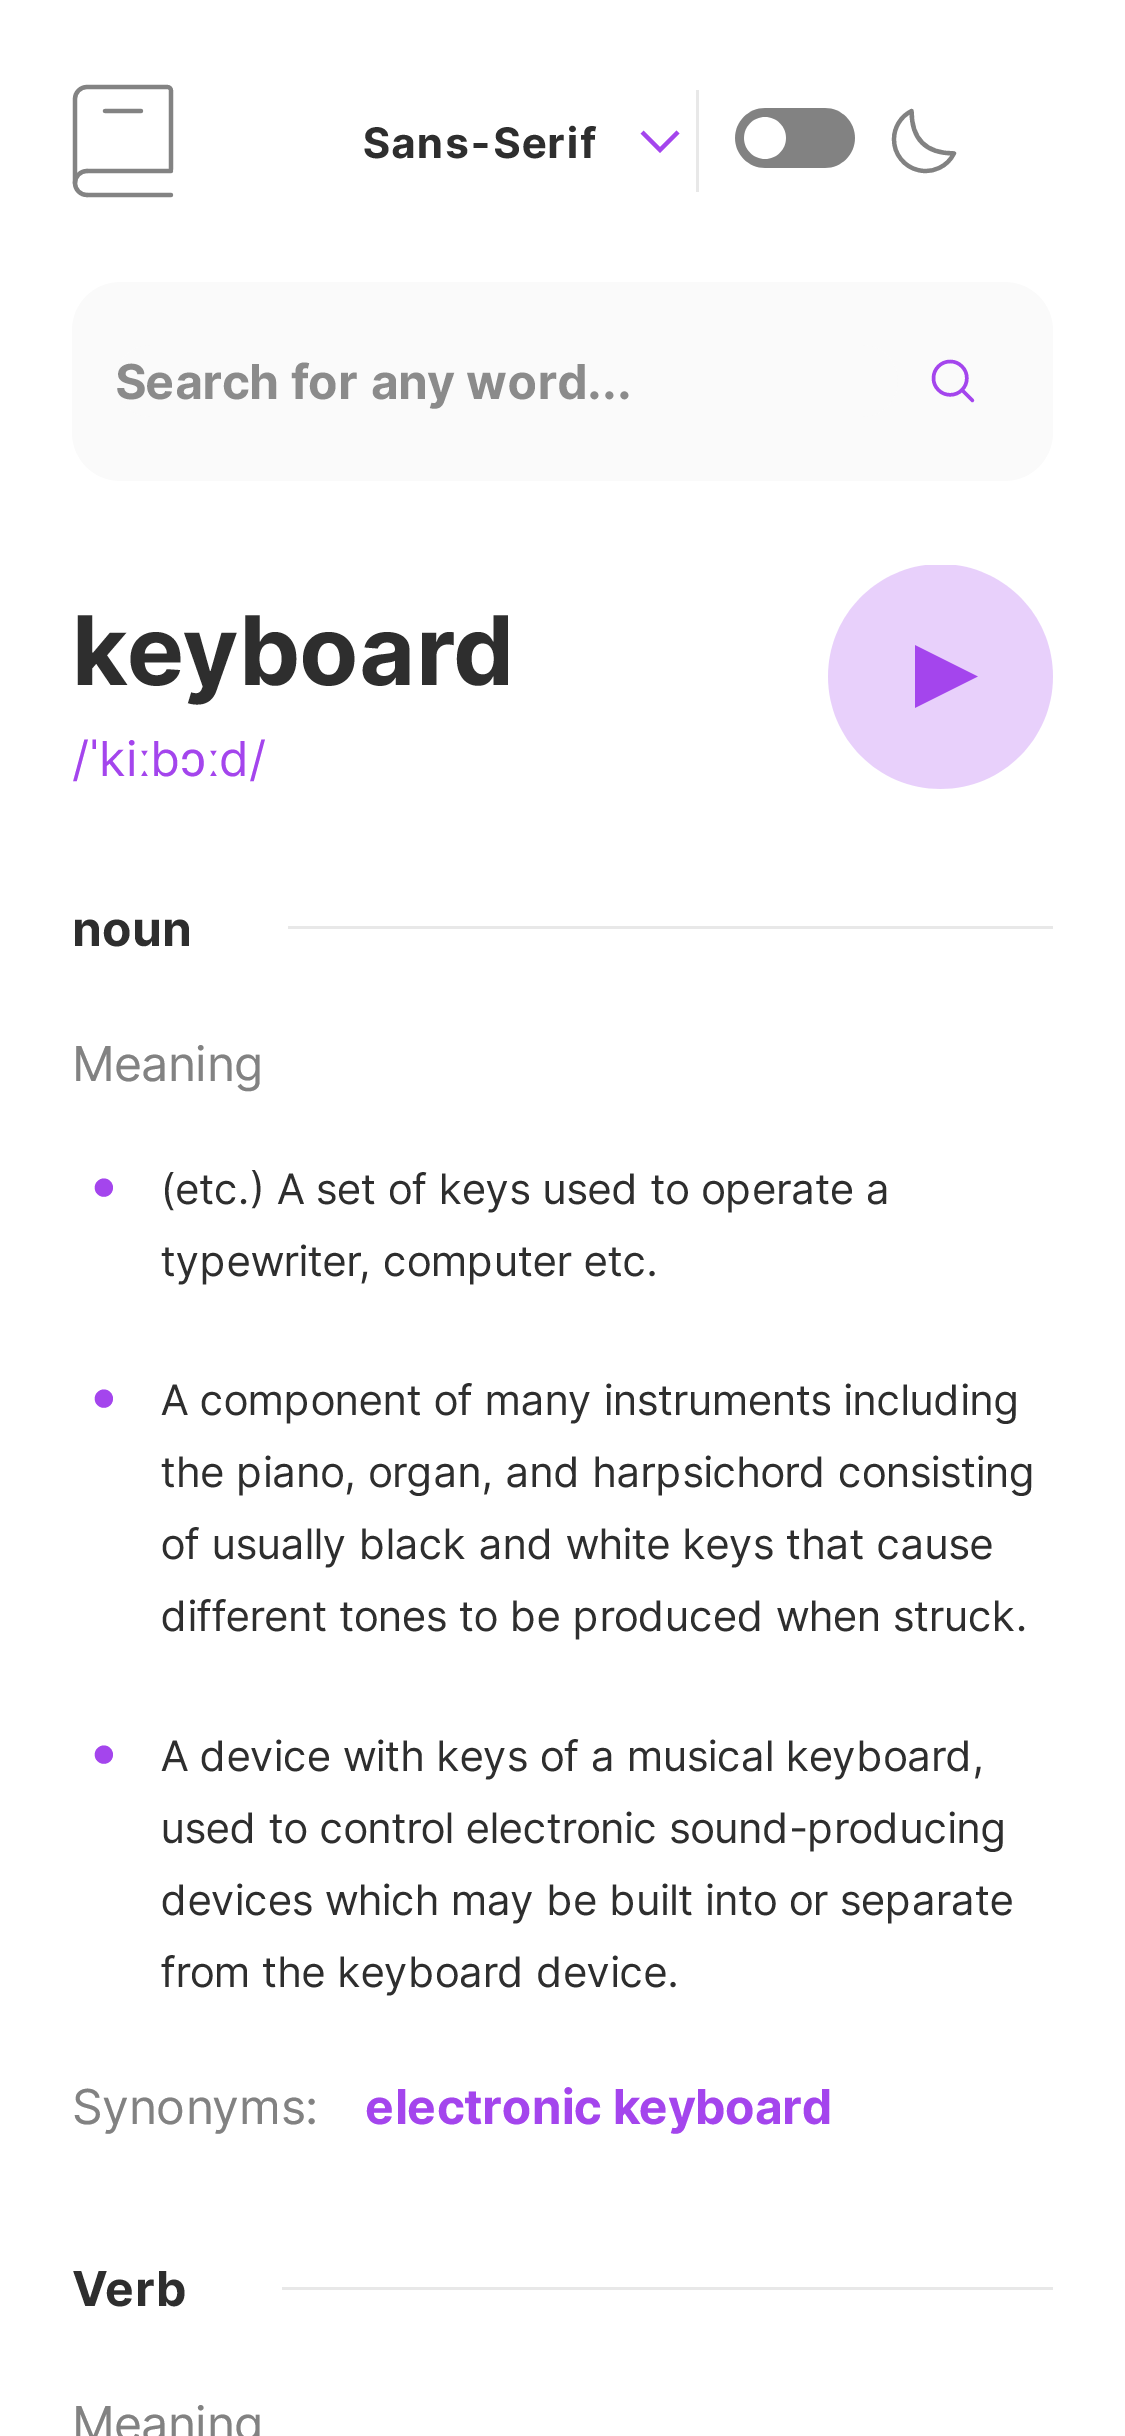 Sans-Serif
Search for any word...
keyboard
/ˈkiːbɔːd/
noun
Meaning
(etc.) A set of keys used to operate a
typewriter, computer etc.
A component of many instruments including
the piano, organ, and harpsichord consisting
of usually black and white keys that cause
different tones to be produced when struck.
A device with keys of a musical keyboard,
used to control electronic sound-producing
devices which may be built into or separate
from the keyboard device.
Synonyms: electronic keyboard
Verb
Meaning